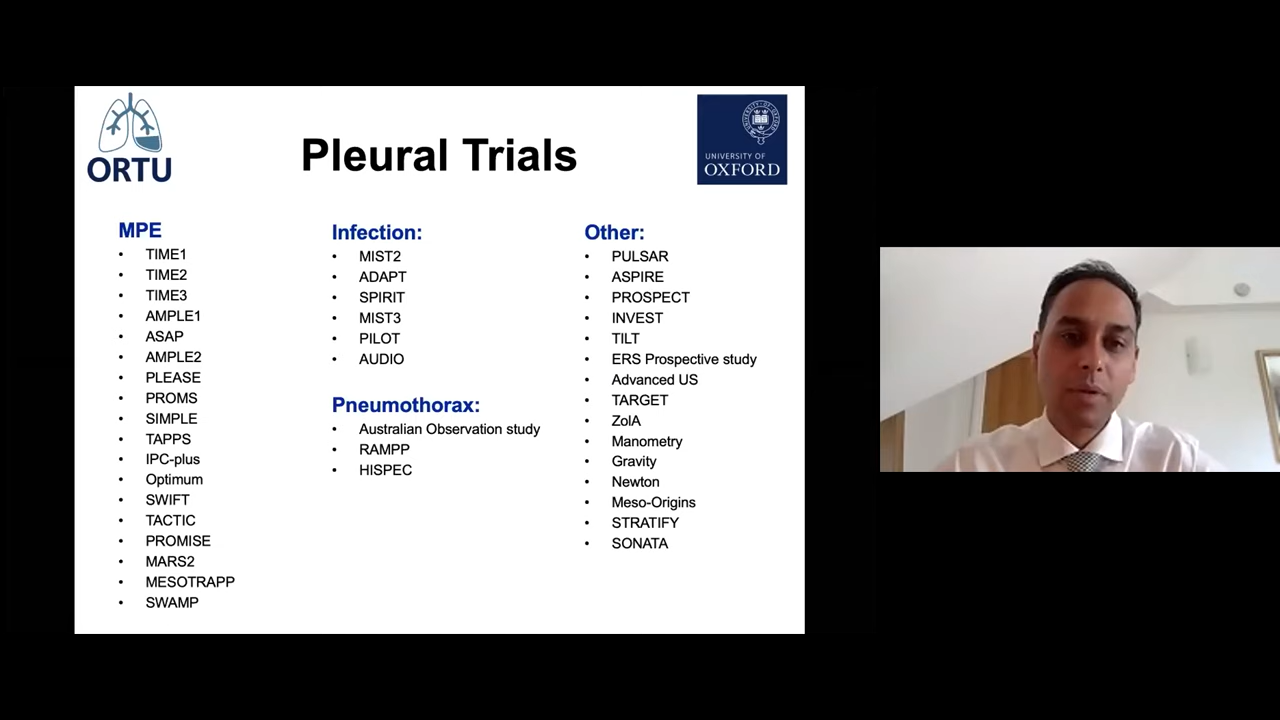 ORTU
Pleural Trials
UNIVERSITY OF
OXFORD
MPE
• TIME1
• TIME2
• TIME3
• AMPLE1
• ASAP
• AMPLE2
• PLEASE
• PROMS
• SIMPLE
• TAPPS
• IPC-plus
• Optimum
• SWIFT
• TACTIC
• PROMISE
• MARS2
• MESOTRAPP
• SWAMP
Infection:
• MIST2
• ADAPT
• SPIRIT
• MIST3
• PILOT
• AUDIO
Pneumothorax:
• Australian Observation study
• RAMPP
• HISPEC
Other:
• PULSAR
• ASPIRE
• PROSPECT
• INVEST
• TILT
• ERS Prospective study
• Advanced US
• TARGET
• ZolA
• Manometry
• Gravity
• Newton
• Meso-Origins
• STRATIFY
• SONATA